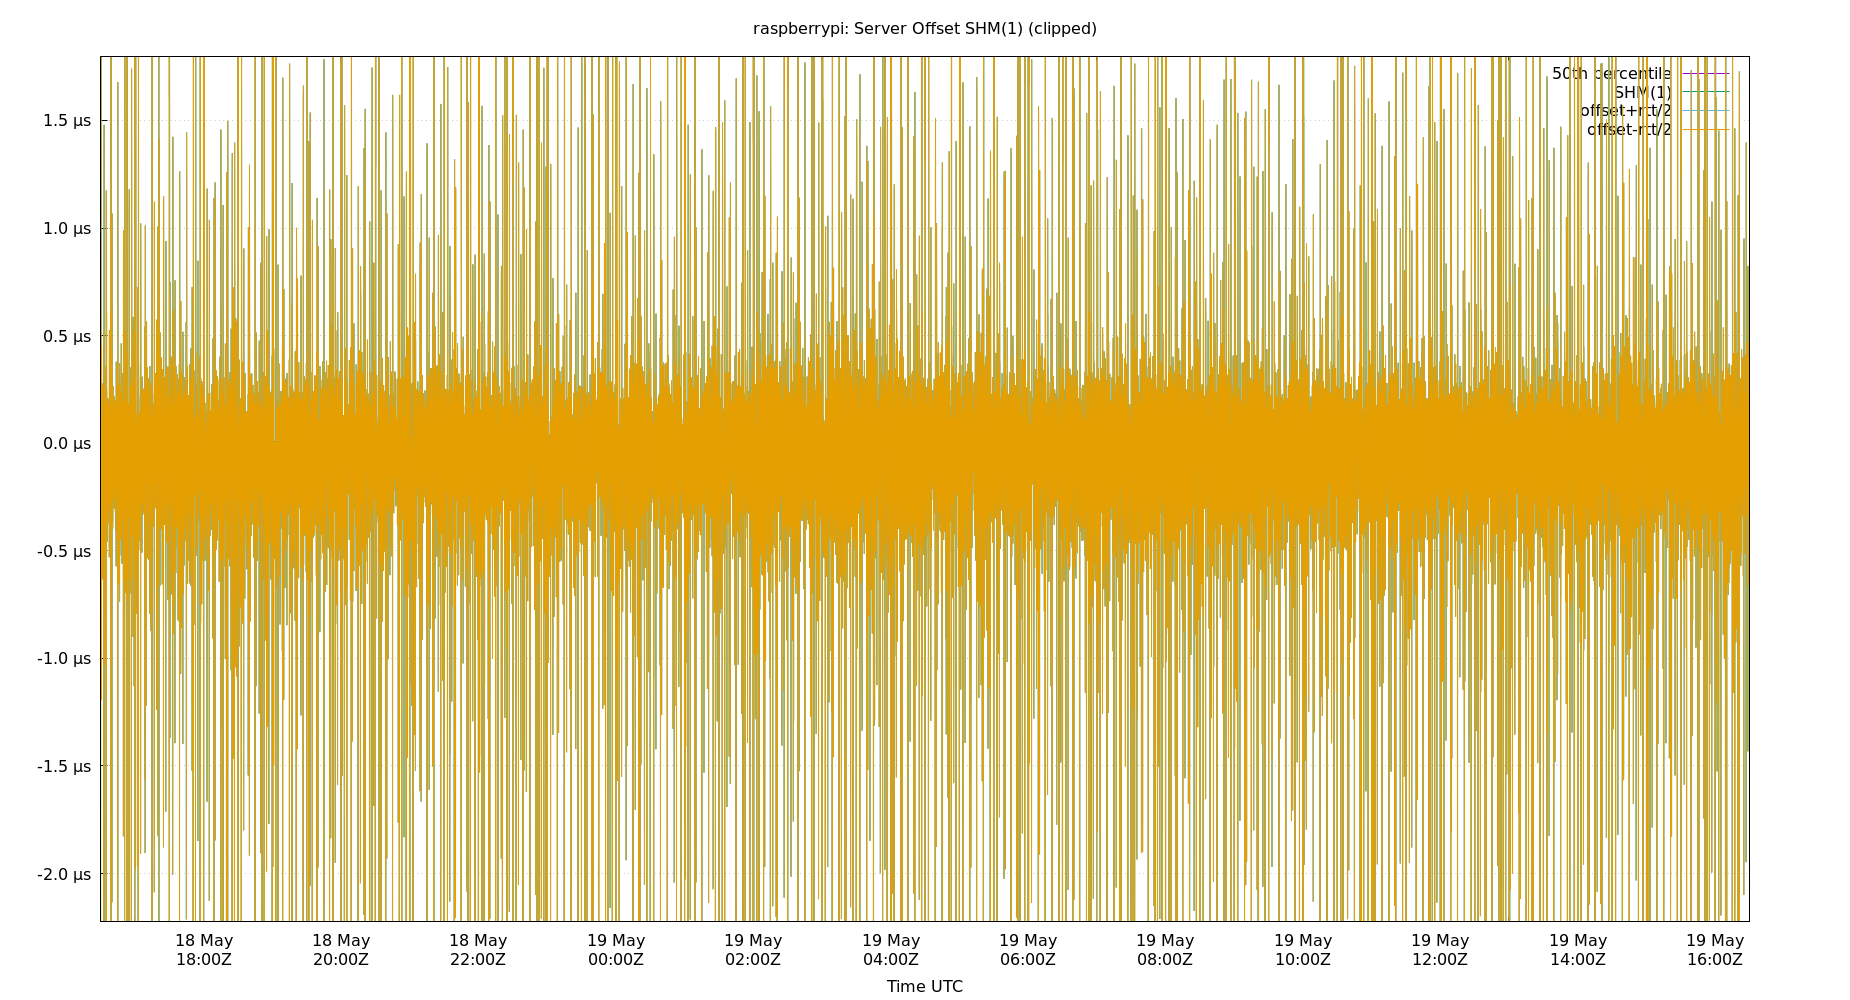 raspberrypi: Server Offset SHM(1) (clipped)
50th percentile
SHM(1)
offset+rtt/2
offset-rtt/2
1.5 µs
1.0 µs
0.5 µs
0.0 µs
-0.5 µs
-1.0 µs
-1.5 µs
-2.0 µs
18 May 18 May 18 May 19 May 19 May 19 May 19 May 19 May 19 May 19 May 19 May 19 May
18:00Z 20:00Z 22:00Z 00:00Z 02:00Z 04:00Z 06:00Z 08:00Z 10:00Z 12:00Z 14:00Z 16:00Z
Time UTC